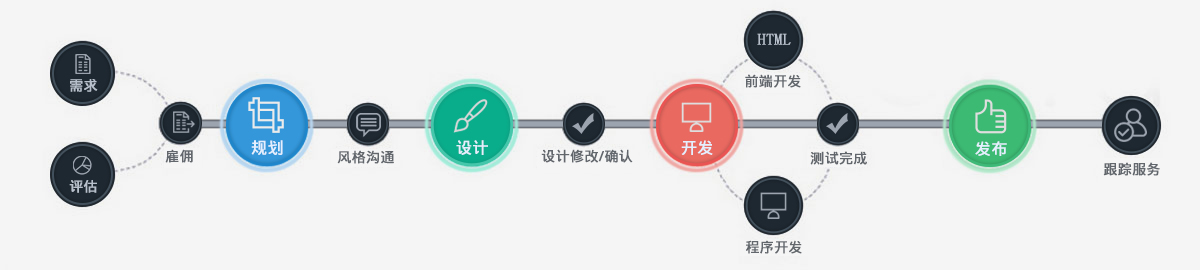 需求
评估
雇佣
规划
风格沟通
设计
设计修改/确认
开发
HTML
前端开发
程序开发
测试完成
发布
跟踪服务